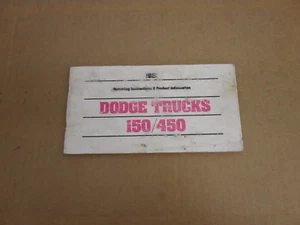 Operating Instructions & Product Information
DODGE TRUCKS
150/450